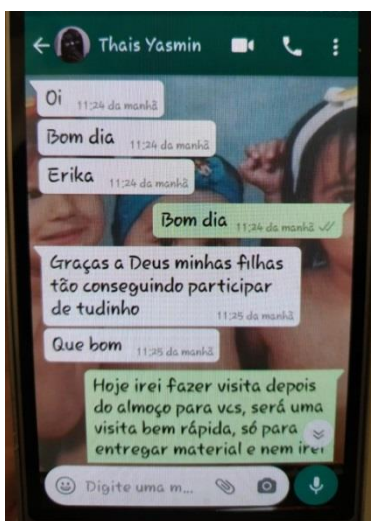 Thais Yasmin
Oi 11:24 da manhã
Bom dia 11:24 da manhã
Erika 11:24 da manhã
Bom dia 11:24 da manhã
Graças a Deus minhas filhas
tão conseguindo participar
de tudinho 11:25 da manhã
Que bom 11:25 da manhã
Hoje irei fazer visita depois
do almoço para vcs, será uma
visita bem rápida, só para
entregar material e nem irei
Digite uma m...